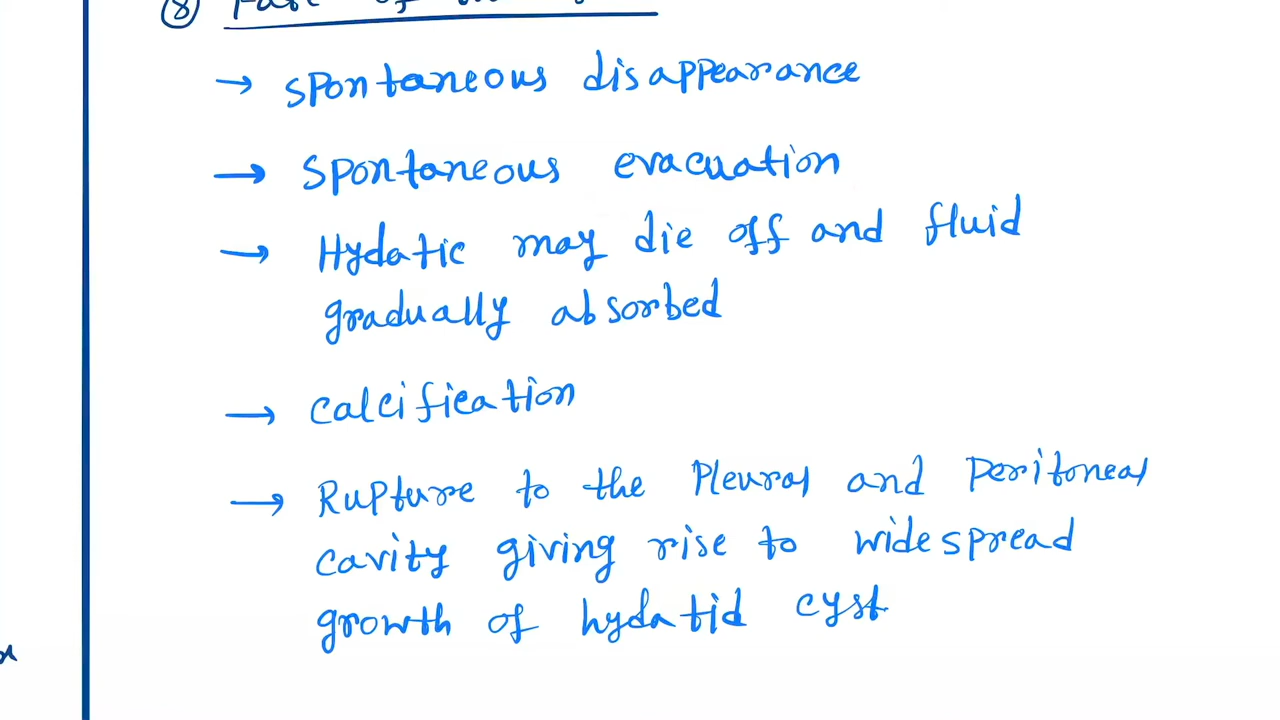 → spontaneous disappearance
→ spontaneous evacuation
→ Hydatic may die off and fluid
gradually absorbed
→ calcification
→ Rupture to the Pleural and Peritoneal
cavity giving rise to widespread
growth of hydatid cyst